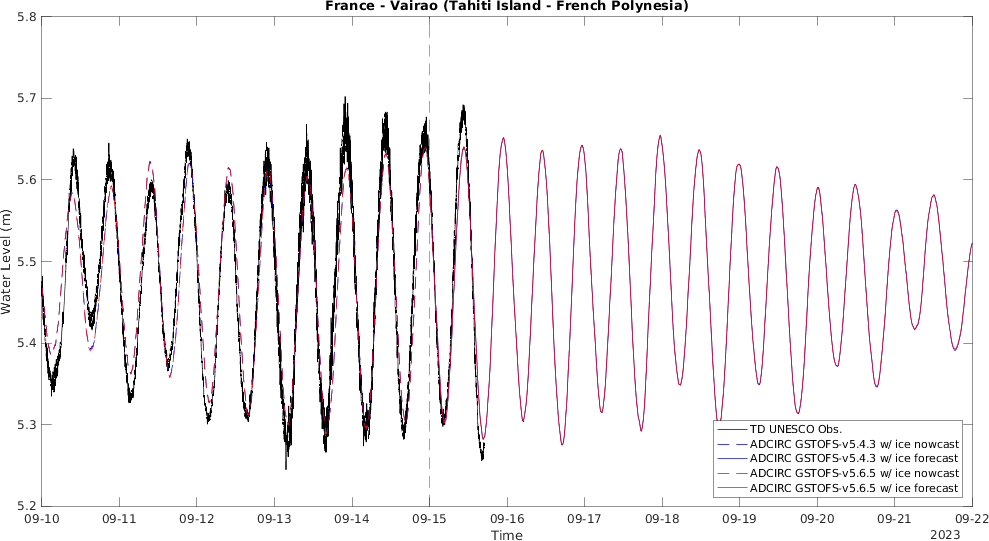 France - Vairao (Tahiti Island - French Polynesia)
5.8
5.7
5.6
5.5
5.4
5.3
5.2
Water Level (m)
TD UNESCO Obs.
ADCIRC GSTOFS-v5.4.3 w/ ice nowcast
ADCIRC GSTOFS-v5.4.3 w/ ice forecast
ADCIRC GSTOFS-v5.6.5 w/ ice nowcast
ADCIRC GSTOFS-v5.6.5 w/ ice forecast
09-10 09-11 09-12 09-13 09-14 09-15 09-16 09-17 09-18 09-19 09-20 09-21 09-22
Time
2023